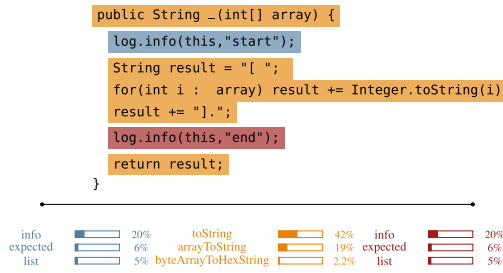 public String _(int[] array) {
log.info(this,"start");
String result = "[ ";
for(int i :  array) result += Integer.toString(i)
result += "].";
log.info(this,"end");
return result;
}
info 20% toString 42% info 20%
expected 6% arrayToString 19% expected 6%
list 5% byteArrayToHexString 2.2% list 5%